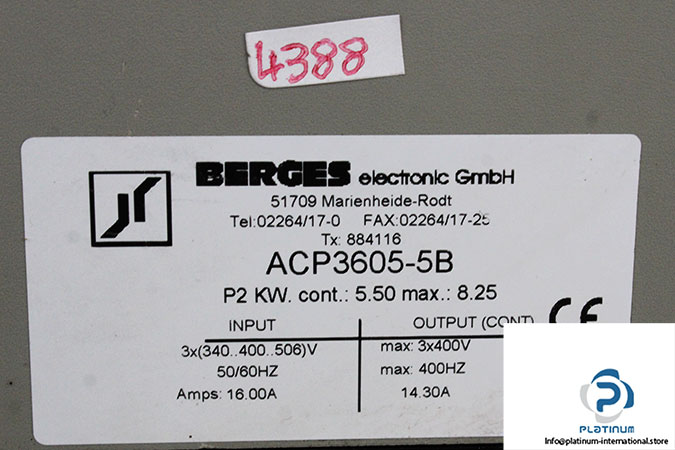 4388
BERGES electronic GmbH
51709 Marienheide-Rodt
Tel:02264/17-0 FAX:02264/17-25
Tx: 884116
ACP3605-5B
P2 KW. cont.: 5.50 max.: 8.25
INPUT OUTPUT (CONT)
3x(340..400..506)V max: 3x400V
50/60HZ max: 400HZ
Amps: 16.00A 14.30A
CE
PLATINUM
Info@platinum-international.store